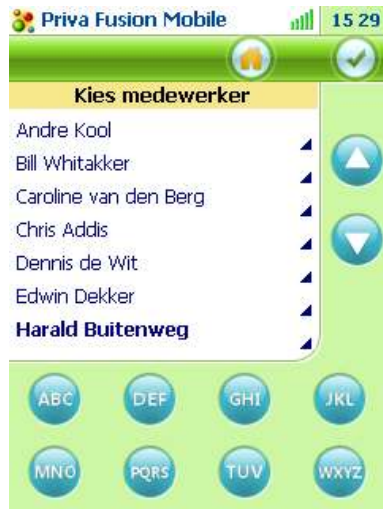 Priva Fusion Mobile 15 29
Kies medewerker
Andre Kool
Bill Whitakker
Caroline van den Berg
Chris Addis
Dennis de Wit
Edwin Dekker
Harald Buitenweg
ABC DEF GHI JKL
MNO PQRS TUV WXYZ